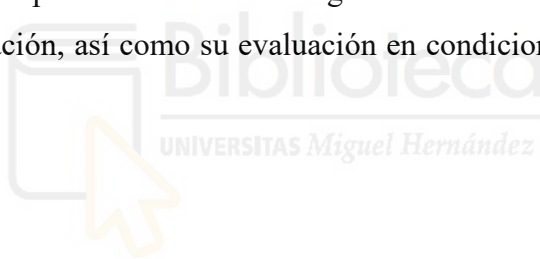 ación, así como su evaluación en condicion
Biblioteca
UNIVERSITAS Miguel Hernández